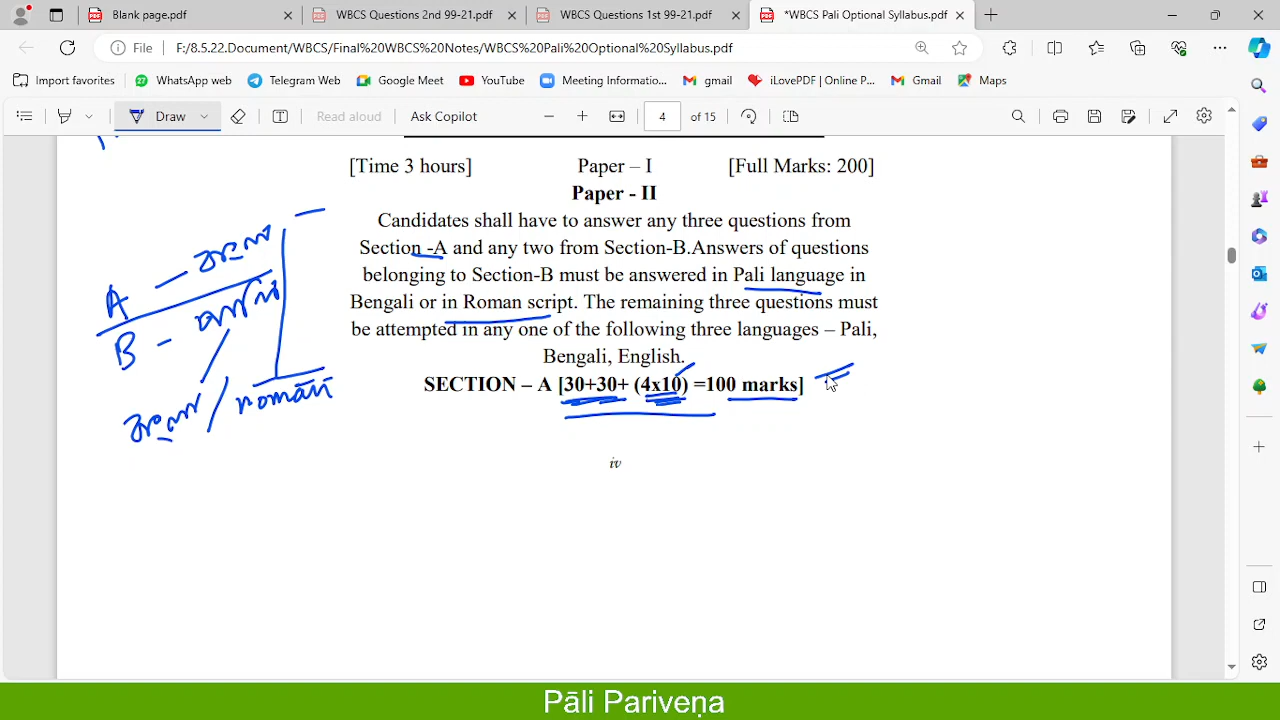 Blank page.pdf
WBCS Questions 2nd 99-21.pdf
WBCS Questions 1st 99-21.pdf
*WBCS Pali Optional Syllabus.pdf
File
F:/8.5.22.Document/WBCS/Final%20WBCS%20Notes/WBCS%20Pali%20Optional%20Syllabus.pdf
Import favorites
WhatsApp web
Telegram Web
Google Meet
YouTube
Meeting Informatio...
gmail
iLovePDF | Online P...
Gmail
Maps
Draw
Read aloud
Ask Copilot
4 of 15
[Time 3 hours] Paper – I [Full Marks: 200]
Paper - II
Candidates shall have to answer any three questions from
Section -A and any two from Section-B.Answers of questions
belonging to Section-B must be answered in Pali language in
Bengali or in Roman script. The remaining three questions must
be attempted in any one of the following three languages – Pali,
Bengali, English.
SECTION – A [30+30+ (4x10) =100 marks]
iv
A – বাংলা
B –
বাংলা / roman
Pāli Pariveṇa